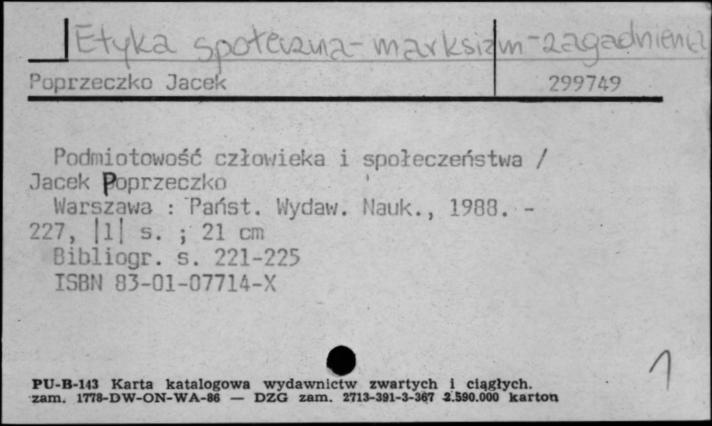 Etyka społeczna - marksizm - zagadnienia
Poprzeczko Jacek 299749
Podmiotowość człowieka i społeczeństwa /
Jacek Poprzeczko
Warszawa : Państ. Wydaw. Nauk., 1988. -
227, |1| s. ; 21 cm
Bibliogr. s. 221-225
ISBN 83-01-07714-X
1
PU-B-143 Karta katalogowa wydawnictw zwartych i ciągłych.
zam. 1778-DW-ON-WA-86 — DZG zam. 2713-391-3-367 2.590.000 karton